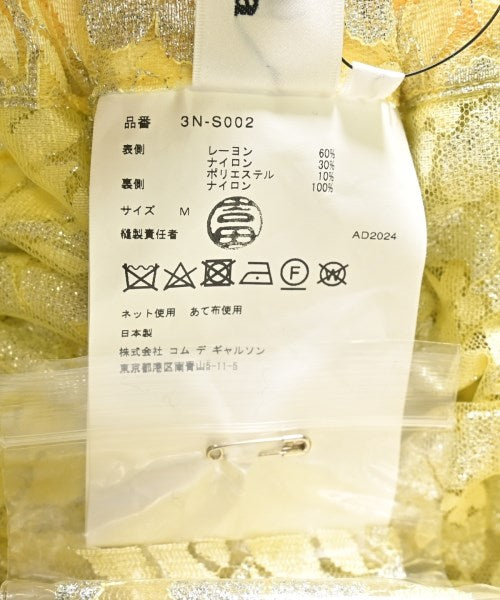 a
品番 3N-S002
表側 レーヨン 60%
ナイロン 30%
ポリエステル 10%
裏側 ナイロン 100%
サイズ M
縫製責任者 AD2024
F W
ネット使用 あて布使用
日本製
株式会社 コム デ ギャルソン
東京都港区南青山5-11-5